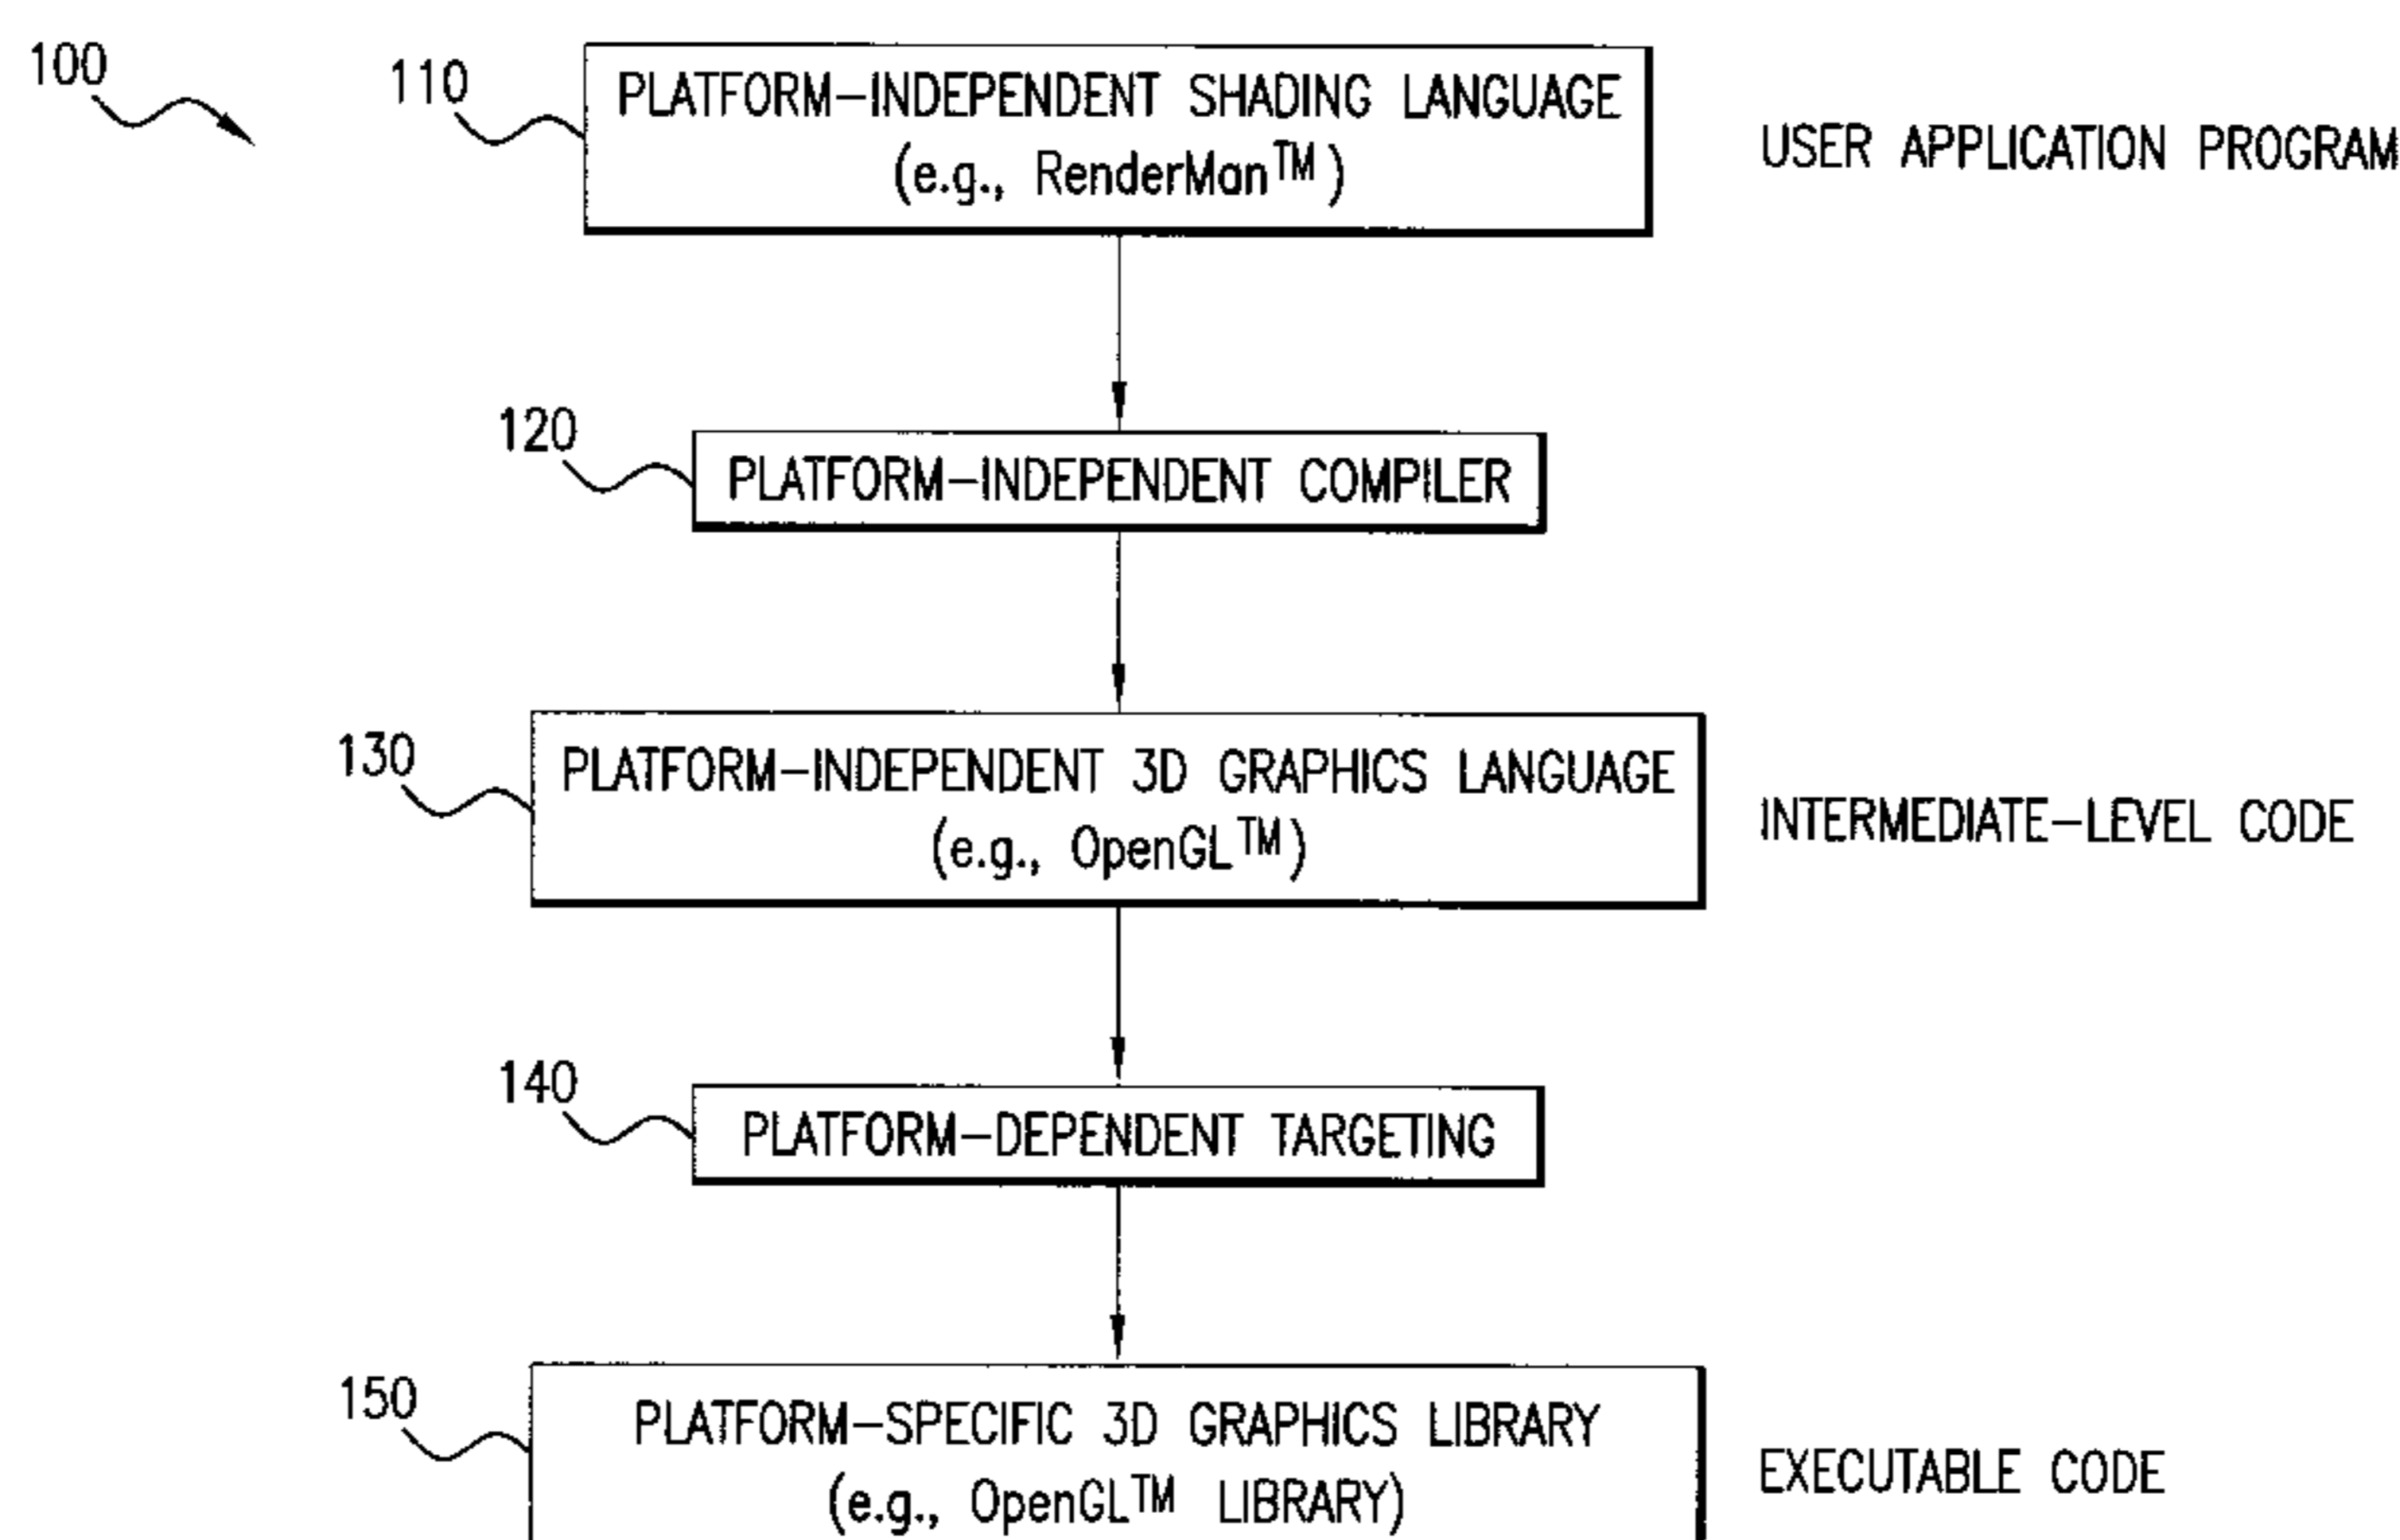 100
110
PLATFORM-INDEPENDENT SHADING LANGUAGE
(e.g., RenderMan™)
USER APPLICATION PROGRAM
120
PLATFORM-INDEPENDENT COMPILER
130
PLATFORM-INDEPENDENT 3D GRAPHICS LANGUAGE
(e.g., OpenGL™)
INTERMEDIATE-LEVEL CODE
140
PLATFORM-DEPENDENT TARGETING
150
PLATFORM-SPECIFIC 3D GRAPHICS LIBRARY
(e.g., OpenGL™ LIBRARY)
EXECUTABLE CODE